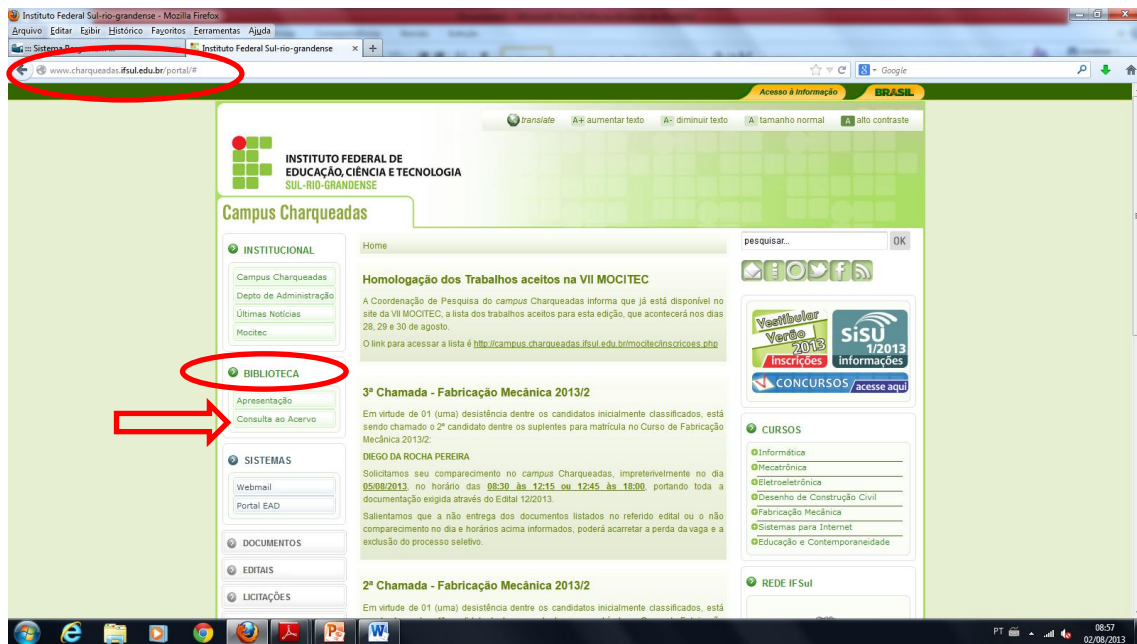 Instituto Federal Sul-rio-grandense - Mozilla Firefox
Arquivo Editar Exibir Histórico Favoritos Ferramentas Ajuda
Instituto Federal Sul-rio-grandense × +
www.charqueadas.ifsul.edu.br/portal/#
Google
Acesso à Informação BRASIL
translate A+ aumentar texto A- diminuir texto A tamanho normal A alto contraste
INSTITUTO FEDERAL DE
EDUCAÇÃO, CIÊNCIA E TECNOLOGIA
SUL-RIO-GRANDENSE
Campus Charqueadas
INSTITUCIONAL
Campus Charqueadas
Depto de Administração
Últimas Notícias
Mocitec
BIBLIOTECA
Apresentação
Consulta ao Acervo
SISTEMAS
Webmail
Portal EAD
DOCUMENTOS
EDITAIS
LICITAÇÕES
Home
Homologação dos Trabalhos aceitos na VII MOCITEC
A Coordenação de Pesquisa do campus Charqueadas informa que já está disponível no
site da VII MOCITEC, a lista dos trabalhos aceitos para esta edição, que acontecerá nos dias
28, 29 e 30 de agosto.
O link para acessar a lista é http://campus.charqueadas.ifsul.edu.br/mocitec/inscricoes.php
3ª Chamada - Fabricação Mecânica 2013/2
Em virtude de 01 (uma) desistência dentre os candidatos inicialmente classificados, está
sendo chamado o 2ª candidato dentre os suplentes para matrícula no Curso de Fabricação
Mecânica 2013/2:
DIEGO DA ROCHA PEREIRA
Solicitamos seu comparecimento no campus Charqueadas, impreterivelmente no dia
05/08/2013, no horário das 08:30 às 12:15 ou 12:45 às 18:00, portando toda a
documentação exigida através do Edital 12/2013.
Salientamos que a não entrega dos documentos listados no referido edital ou o não
comparecimento no dia e horários acima informados, poderá acarretar a perda da vaga e a
exclusão do processo seletivo.
2ª Chamada - Fabricação Mecânica 2013/2
Em virtude de 01 (uma) desistência dentre os candidatos inicialmente classificados, está
pesquisar... OK
Vestibular
Verão
2013
inscrições
sisu
1/2013
informações
CONCURSOS acesse aqui
CURSOS
Informática
Mecatrônica
Eletroeletrônica
Desenho de Construção Civil
Fabricação Mecânica
Sistemas para Internet
Educação e Contemporaneidade
REDE IFSul
PT
08:57
02/08/2013